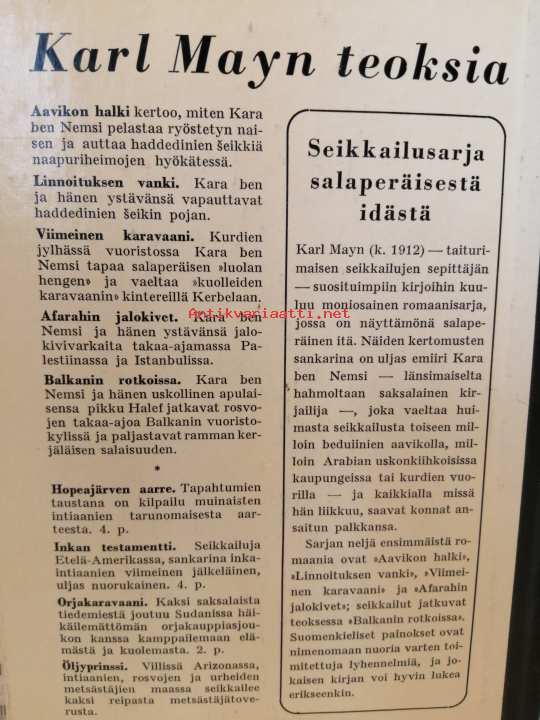 Karl Mayn teoksia
Aavikon halki kertoo, miten Kara
ben Nemsi pelastaa ryöstetyn nai-
sen ja auttaa haddedinien šeikkiä
naapuriheimojen hyökätessä.
Linnoituksen vanki. Kara ben
ja hänen ystävänsä vapauttavat
haddedinien šeikin pojan.
Viimeinen karavaani. Kurdien
jylhässä vuoristossa Kara ben
Nemsi tapaa salaperäisen »luolan
hengen» ja vaeltaa »kuolleiden
karavaanin» kintereillä Kerbelaan.
Afarahin jalokivet. Kara ben
Nemsi ja hänen ystävänsä jalo-
kivivarkaita takaa-ajamassa Pa-
lestiinassa ja Istanbulissa.
Balkanin rotkoissa. Kara ben
Nemsi ja hänen uskollinen apulai-
sensa pikku Halef jatkavat rosvo-
jen takaa-ajoa Balkanin vuoristo-
kylissä ja paljastavat ramman ker-
jäläisen salaisuuden.
*
Hopeajärven aarre. Tapahtumien
taustana on kilpailu muinaisten
intiaanien tarunomaisesta aar-
teesta. 4. p.
Inkan testamentti. Seikkailuja
Etelä-Amerikassa, sankarina inka-
intiaanien viimeinen jälkeläinen,
uljas nuorukainen. 4. p.
Orjakaravaani. Kaksi saksalaista
tiedemiestä joutuu Sudanissa häi-
käilemättömän orjakauppiasjou-
kon kanssa kamppailemaan elä-
mästä ja kuolemasta. 2. p.
Öljyprinssi. Villissä Arizonassa,
intiaanien, rosvojen ja urheiden
metsästäjien maassa seikkailee
kaksi reipasta metsästäjätove-
rusta.
Seikkailusarja
salaperäisestä
idästä
Karl Mayn (k. 1912) — taituri-
maisen seikkailujen sepittäjän
— suosituimpiin kirjoihin kuu-
luu moniosainen romaanisarja,
jossa on näyttämönä salape-
räinen itä. Näiden kertomusten
sankarina on uljas emiiri Kara
ben Nemsi — länsimaiselta
hahmoltaan saksalainen kir-
jailija —, joka vaeltaa hui-
masta seikkailusta toiseen mil-
loin beduiinien aavikolla, mil-
loin Arabian uskonkiihkoisissa
kaupungeissa tai kurdien vuo-
rilla — ja kaikkialla missä
hän liikkuu, saavat konnat an-
saitun palkkansa.
Sarjan neljä ensimmäistä ro-
maania ovat »Aavikon halki»,
»Linnoituksen vanki», »Viimei-
nen karavaani» ja »Afarahin
jalokivet»; seikkailut jatkuvat
teoksessa »Balkanin rotkoissa».
Suomenkieliset painokset ovat
nimenomaan nuoria varten toi-
mitettuja lyhennelmiä, ja jo-
kaisen kirjan voi hyvin lukea
erikseenkin.
Antikvariaatti.net